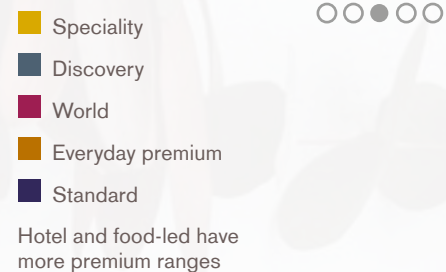 Speciality
Discovery
World
Everyday premium
Standard
Hotel and food-led have
more premium ranges